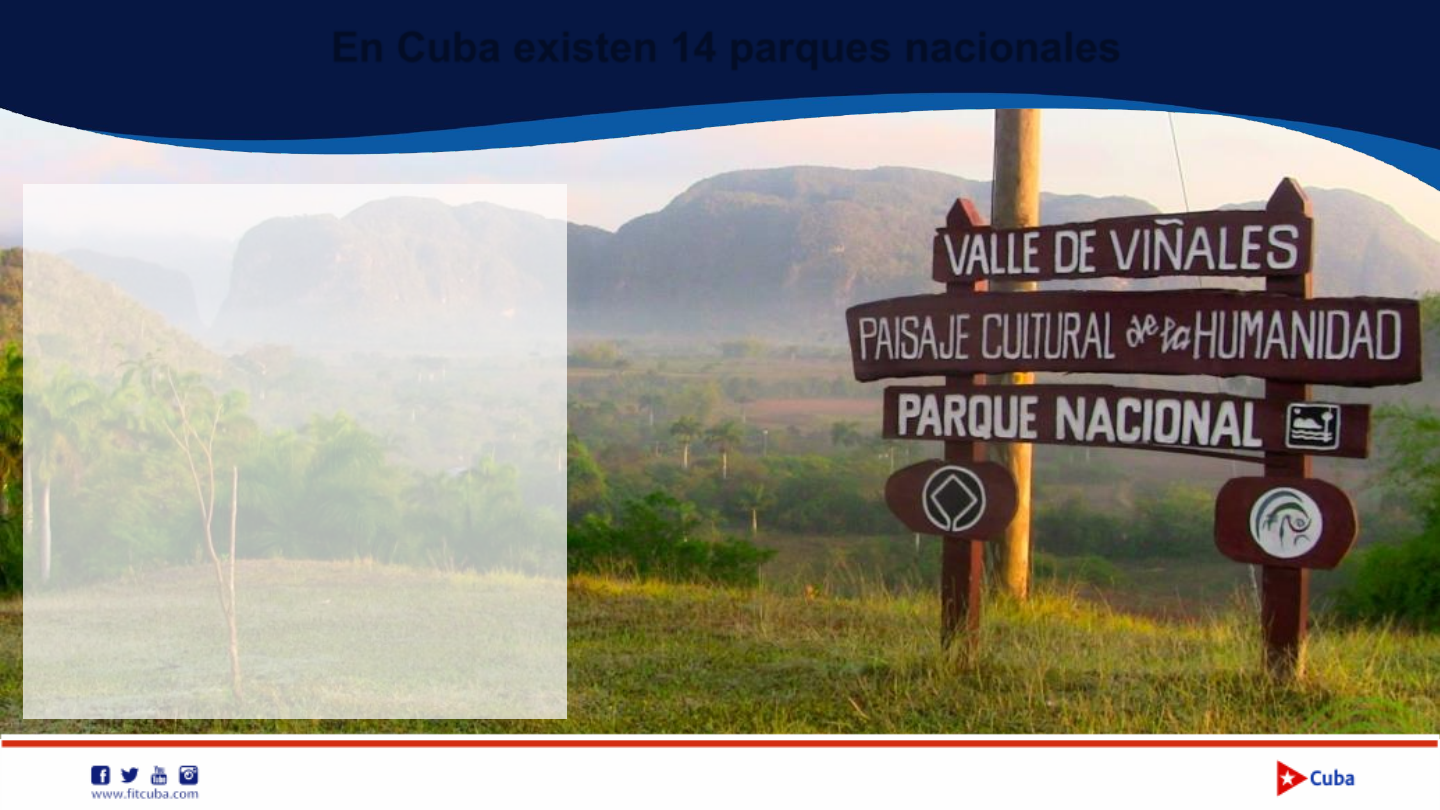 En Cuba existen 14 parques nacionales
VALLE DE VIÑALES
PAISAJE CULTURAL de la HUMANIDAD
PARQUE NACIONAL
www.fitcuba.com
Cuba